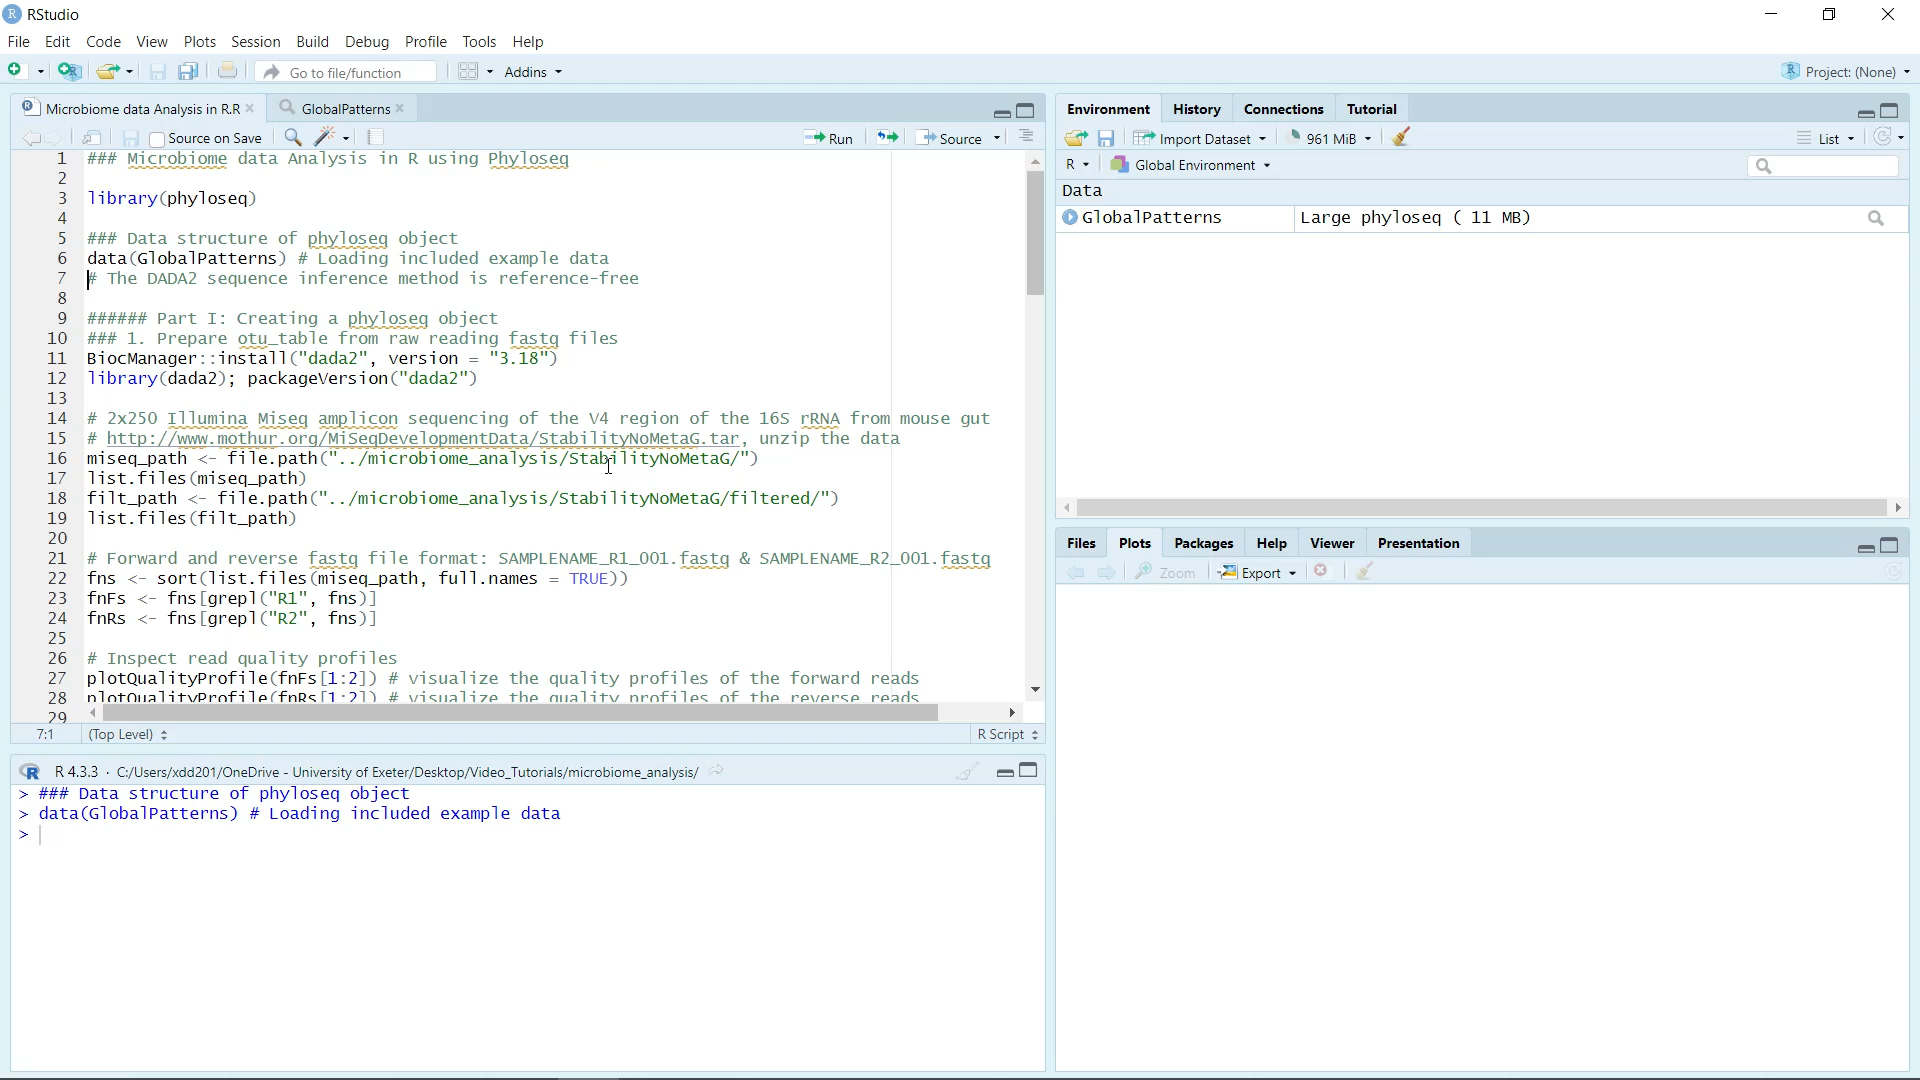 RStudio
File Edit Code View Plots Session Build Debug Profile Tools Help
Go to file/function Addins Project: (None)
Microbiome data Analysis in R.R GlobalPatterns
Source on Save Run Source
1 ### Microbiome data Analysis in R using Phyloseq
2
3 library(phyloseq)
4
5 ### Data structure of phyloseq object
6 data(GlobalPatterns) # Loading included example data
7 # The DADA2 sequence inference method is reference-free
8
9 ###### Part I: Creating a phyloseq object
10 ### 1. Prepare otu_table from raw reading fastq files
11 BiocManager::install("dada2", version = "3.18")
12 library(dada2); packageVersion("dada2")
13
14 # 2x250 Illumina Miseq amplicon sequencing of the V4 region of the 16S rRNA from mouse gut
15 # http://www.mothur.org/MiSeqDevelopmentData/StabilityNoMetaG.tar, unzip the data
16 miseq_path <- file.path("../microbiome_analysis/StabilityNoMetaG/")
17 list.files(miseq_path)
18 filt_path <- file.path("../microbiome_analysis/StabilityNoMetaG/filtered/")
19 list.files(filt_path)
20
21 # Forward and reverse fastq file format: SAMPLENAME_R1_001.fastq & SAMPLENAME_R2_001.fastq
22 fns <- sort(list.files(miseq_path, full.names = TRUE))
23 fnFs <- fns[grepl("R1", fns)]
24 fnRs <- fns[grepl("R2", fns)]
25
26 # Inspect read quality profiles
27 plotQualityProfile(fnFs[1:2]) # visualize the quality profiles of the forward reads
28 plotQualityProfile(fnRs[1:2]) # visualize the quality profiles of the reverse reads
29
7:1 (Top Level) R Script
R 4.3.3 · C:/Users/xdd201/OneDrive - University of Exeter/Desktop/Video_Tutorials/microbiome_analysis/
> ### Data structure of phyloseq object
> data(GlobalPatterns) # Loading included example data
>
Environment History Connections Tutorial
Import Dataset 961 MiB List
R Global Environment
Data
GlobalPatterns Large phyloseq ( 11 MB)
Files Plots Packages Help Viewer Presentation
Zoom Export